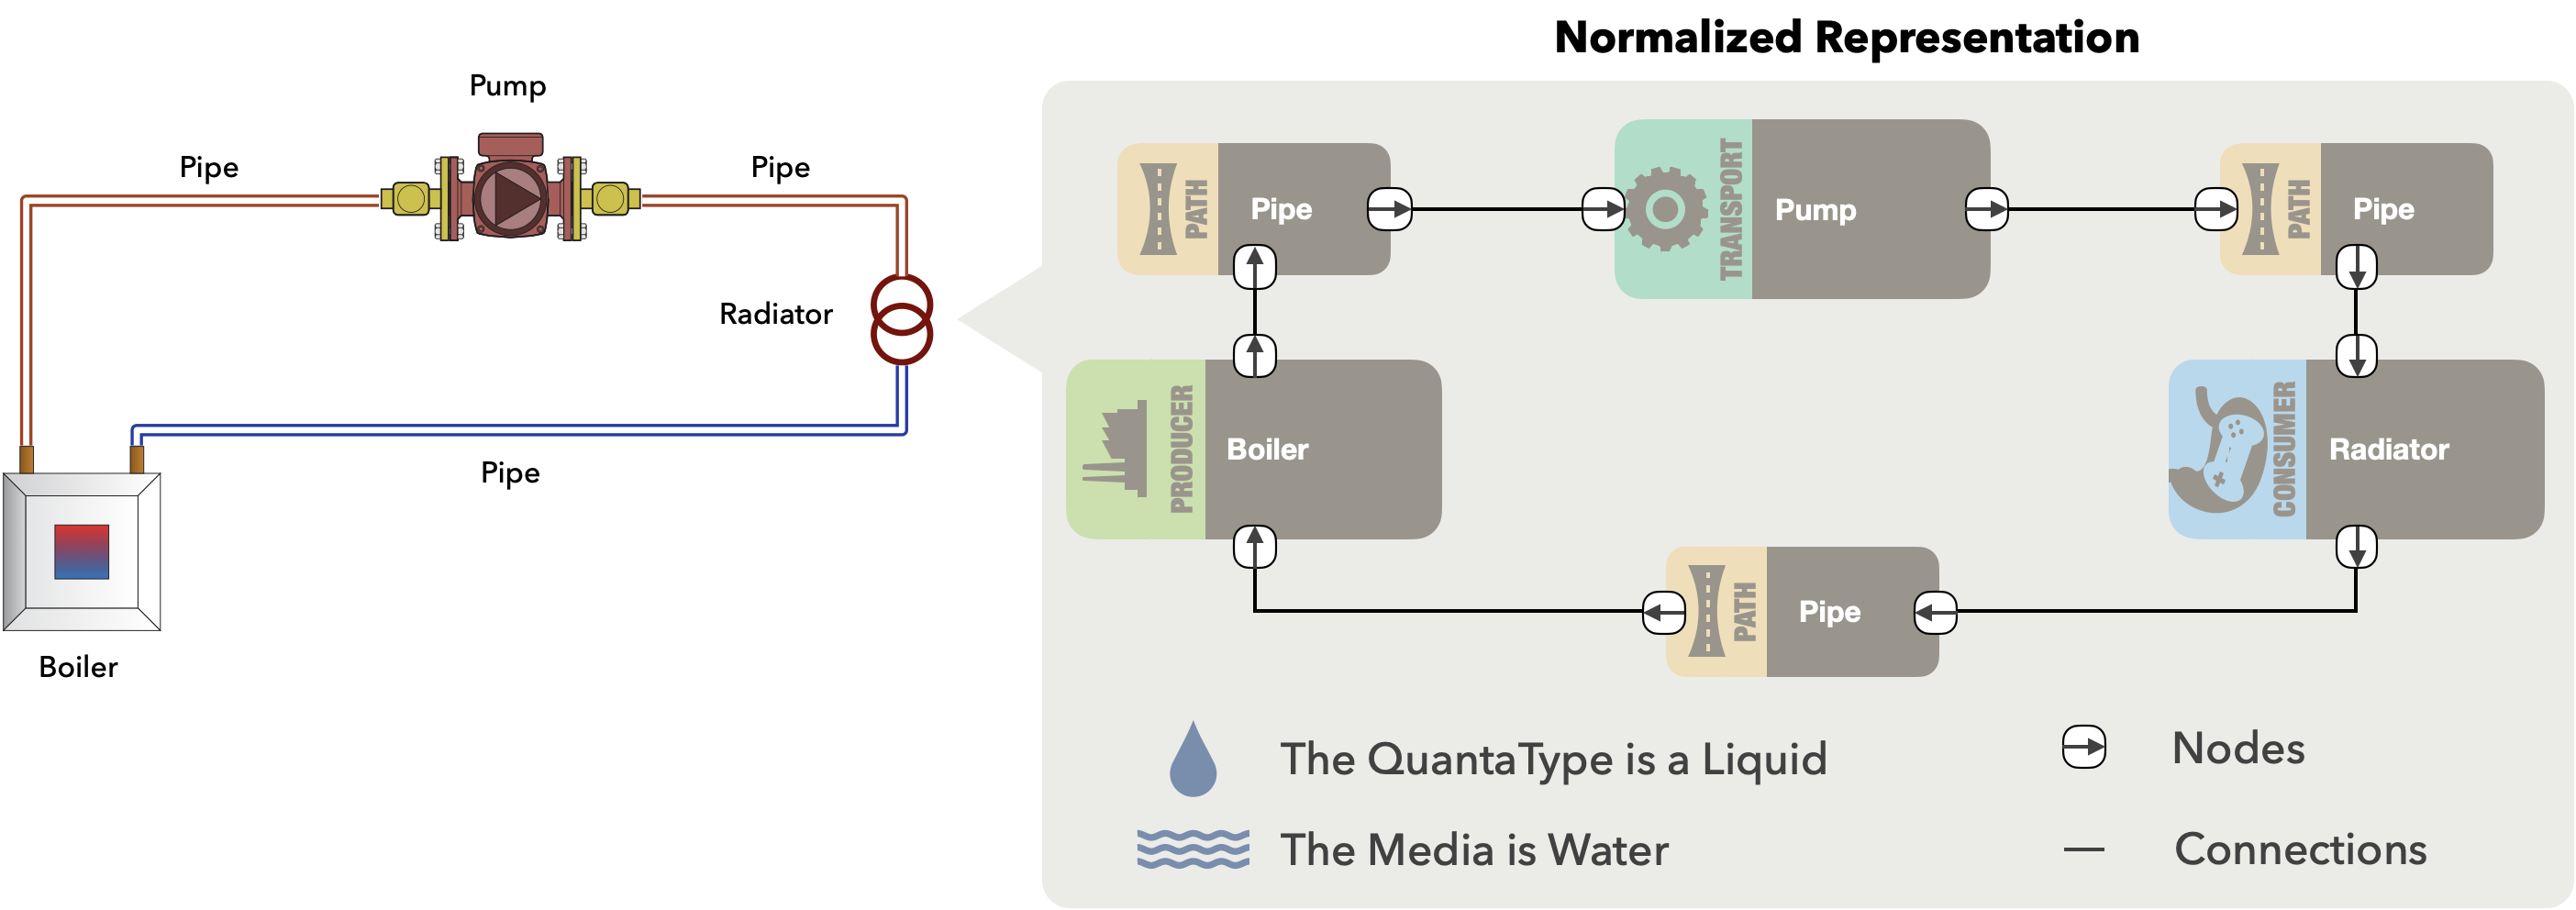 Normalized Representation
Pump
Pipe
Pipe
Radiator
Pipe
Boiler
PATH
Pipe
TRANSPORT
Pump
PATH
Pipe
PRODUCER
Boiler
CONSUMER
Radiator
PATH
Pipe
The QuantaType is a Liquid
Nodes
The Media is Water
Connections